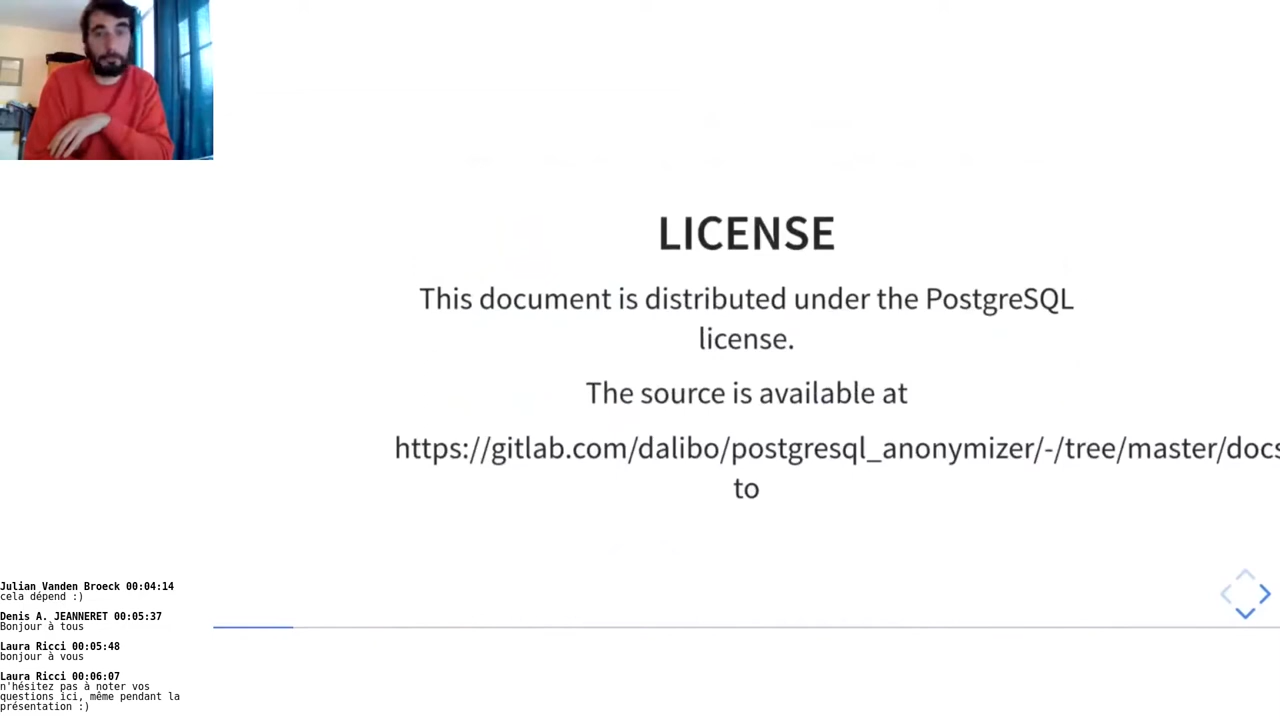 LICENSE
This document is distributed under the PostgreSQL
license.
The source is available at
https://gitlab.com/dalibo/postgresql_anonymizer/-/tree/master/docs
to
Julian Vanden Broeck 00:04:14
cela dépend :)
Denis A. JEANNERET 00:05:37
Bonjour à tous
Laura Ricci 00:05:48
bonjour à vous
Laura Ricci 00:06:07
n'hésitez pas à noter vos
questions ici, même pendant la
présentation :)